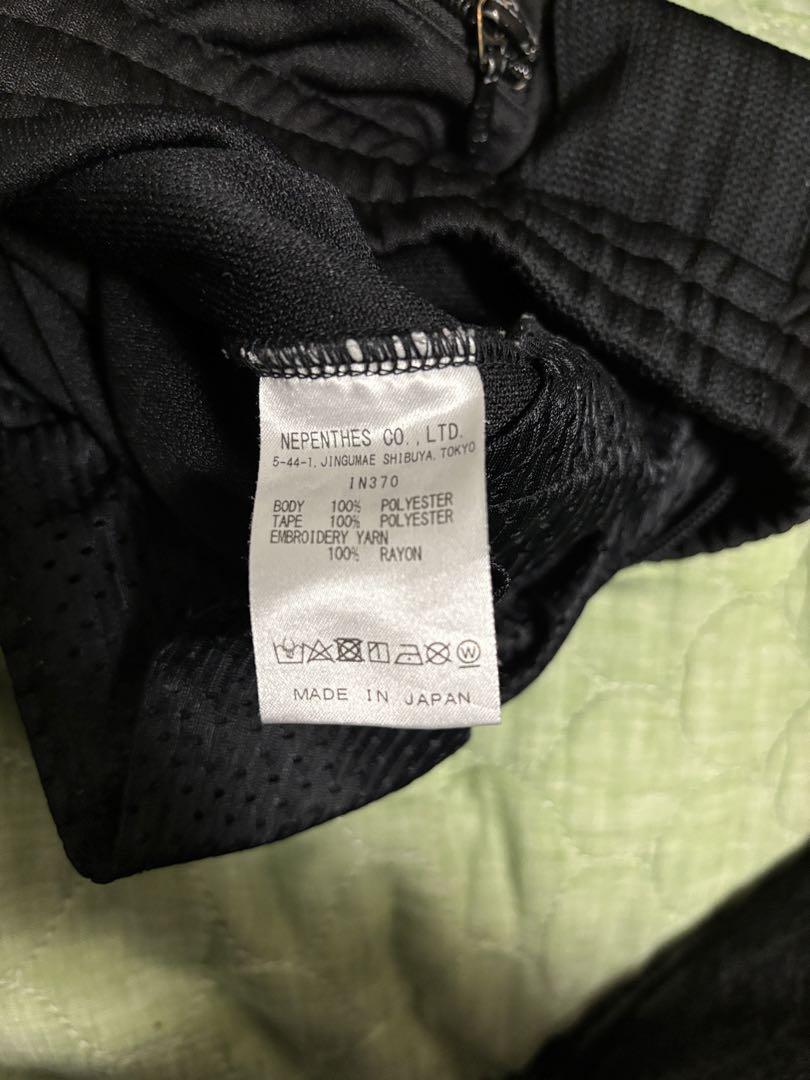 NEPENTHES CO., LTD.
5-44-1, JINGUMAE SHIBUYA, TOKYO
IN370
BODY 100% POLYESTER
TAPE 100% POLYESTER
EMBROIDERY YARN
100% RAYON
W
MADE IN JAPAN